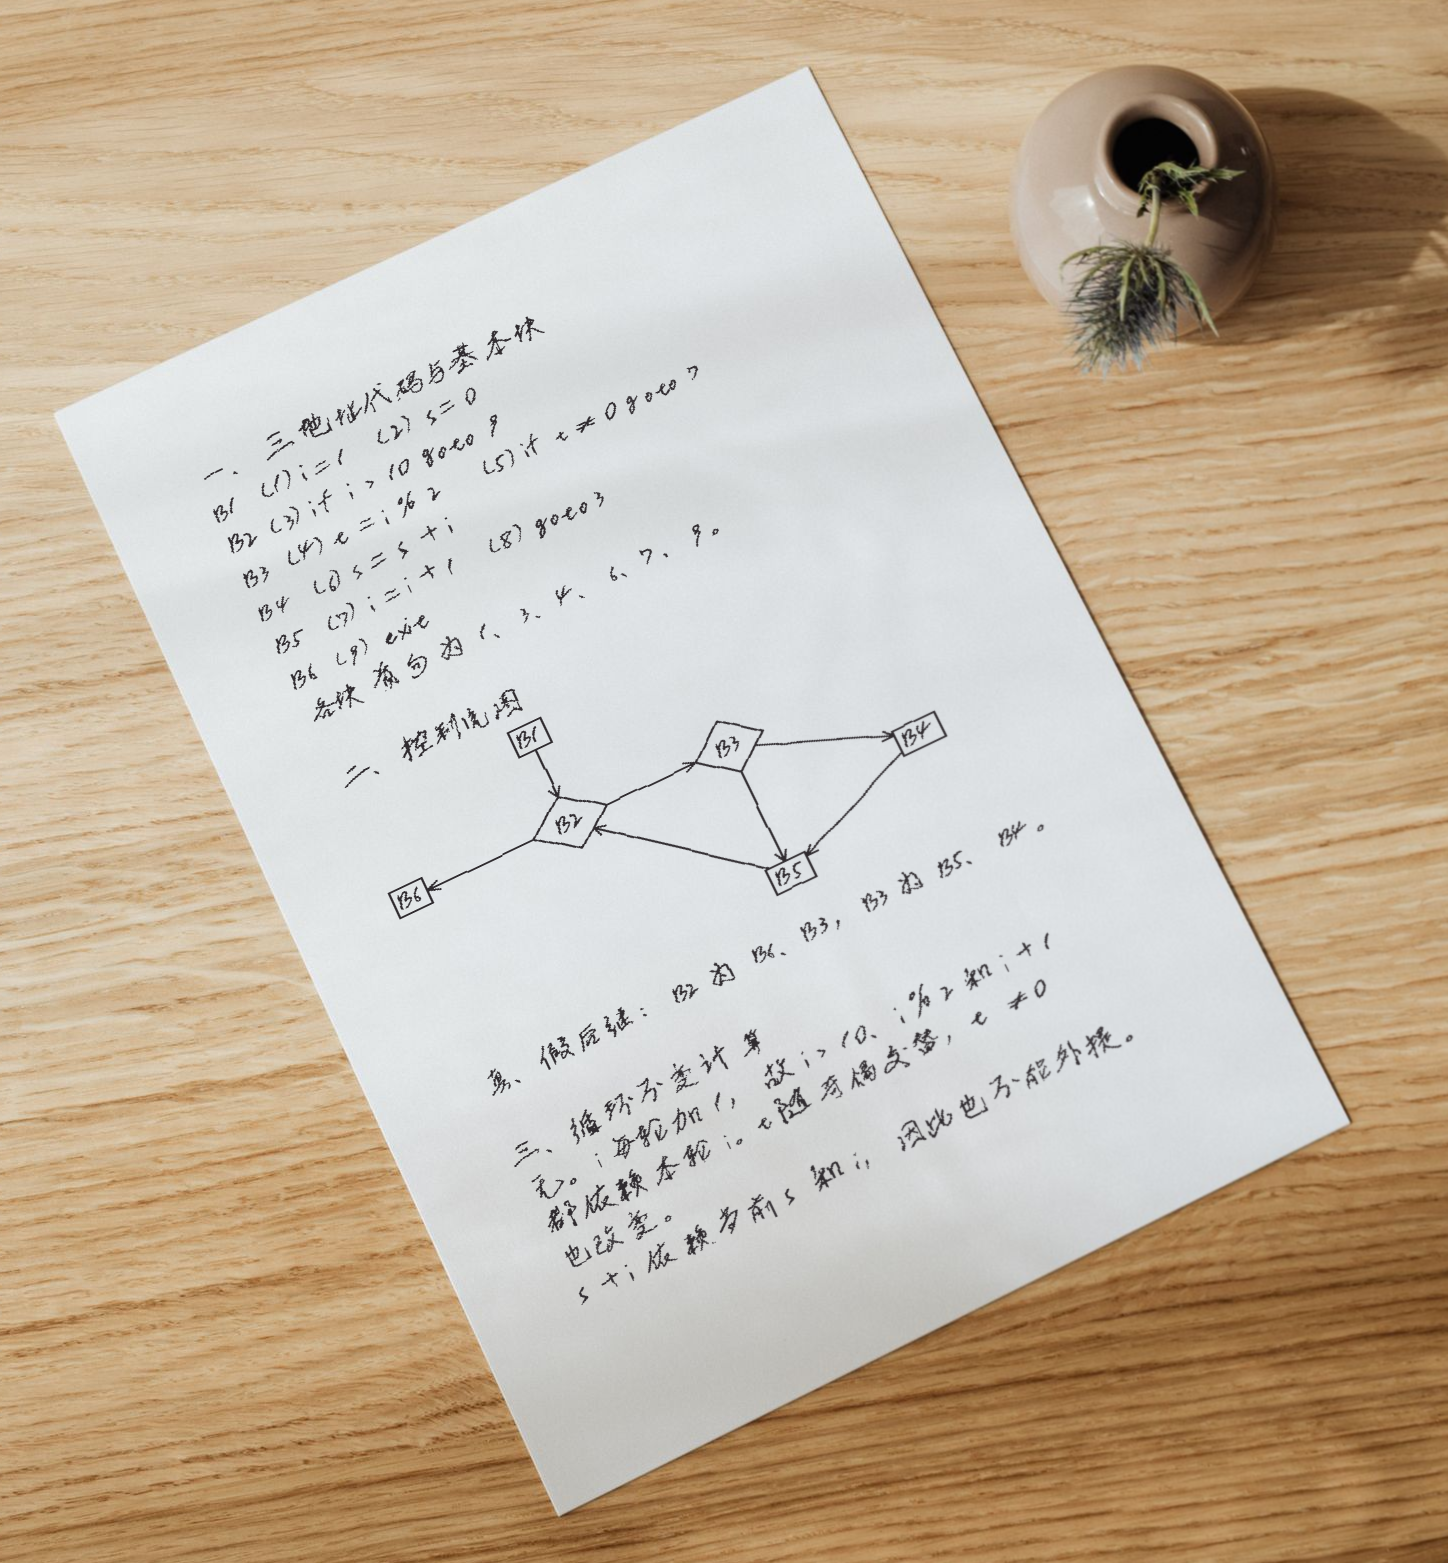 一、三地址代码与基本块
B1 (1) i = 1 (2) s = 0
B2 (3) if i > 10 goto 9
B3 (4) t = i % 2 (5) if t ≠ 0 goto 7
B4 (6) s = s + i
B5 (7) i = i + 1 (8) goto 3
B6 (9) exit
各块首句为 1、3、4、6、7、9。
二、控制流图
B1
B3
B4
B2
B5
B6
真、假后继：B2 为 B6、B3，B3 为 B5、B4。
三、循环不变计算
无。i 每轮加 1，故 i > 10、i % 2 和 i + 1
都依赖本轮 i。t 随奇偶交替，t ≠ 0
也改变。
s + i 依赖当前 s 和 i，因此也不能外提。